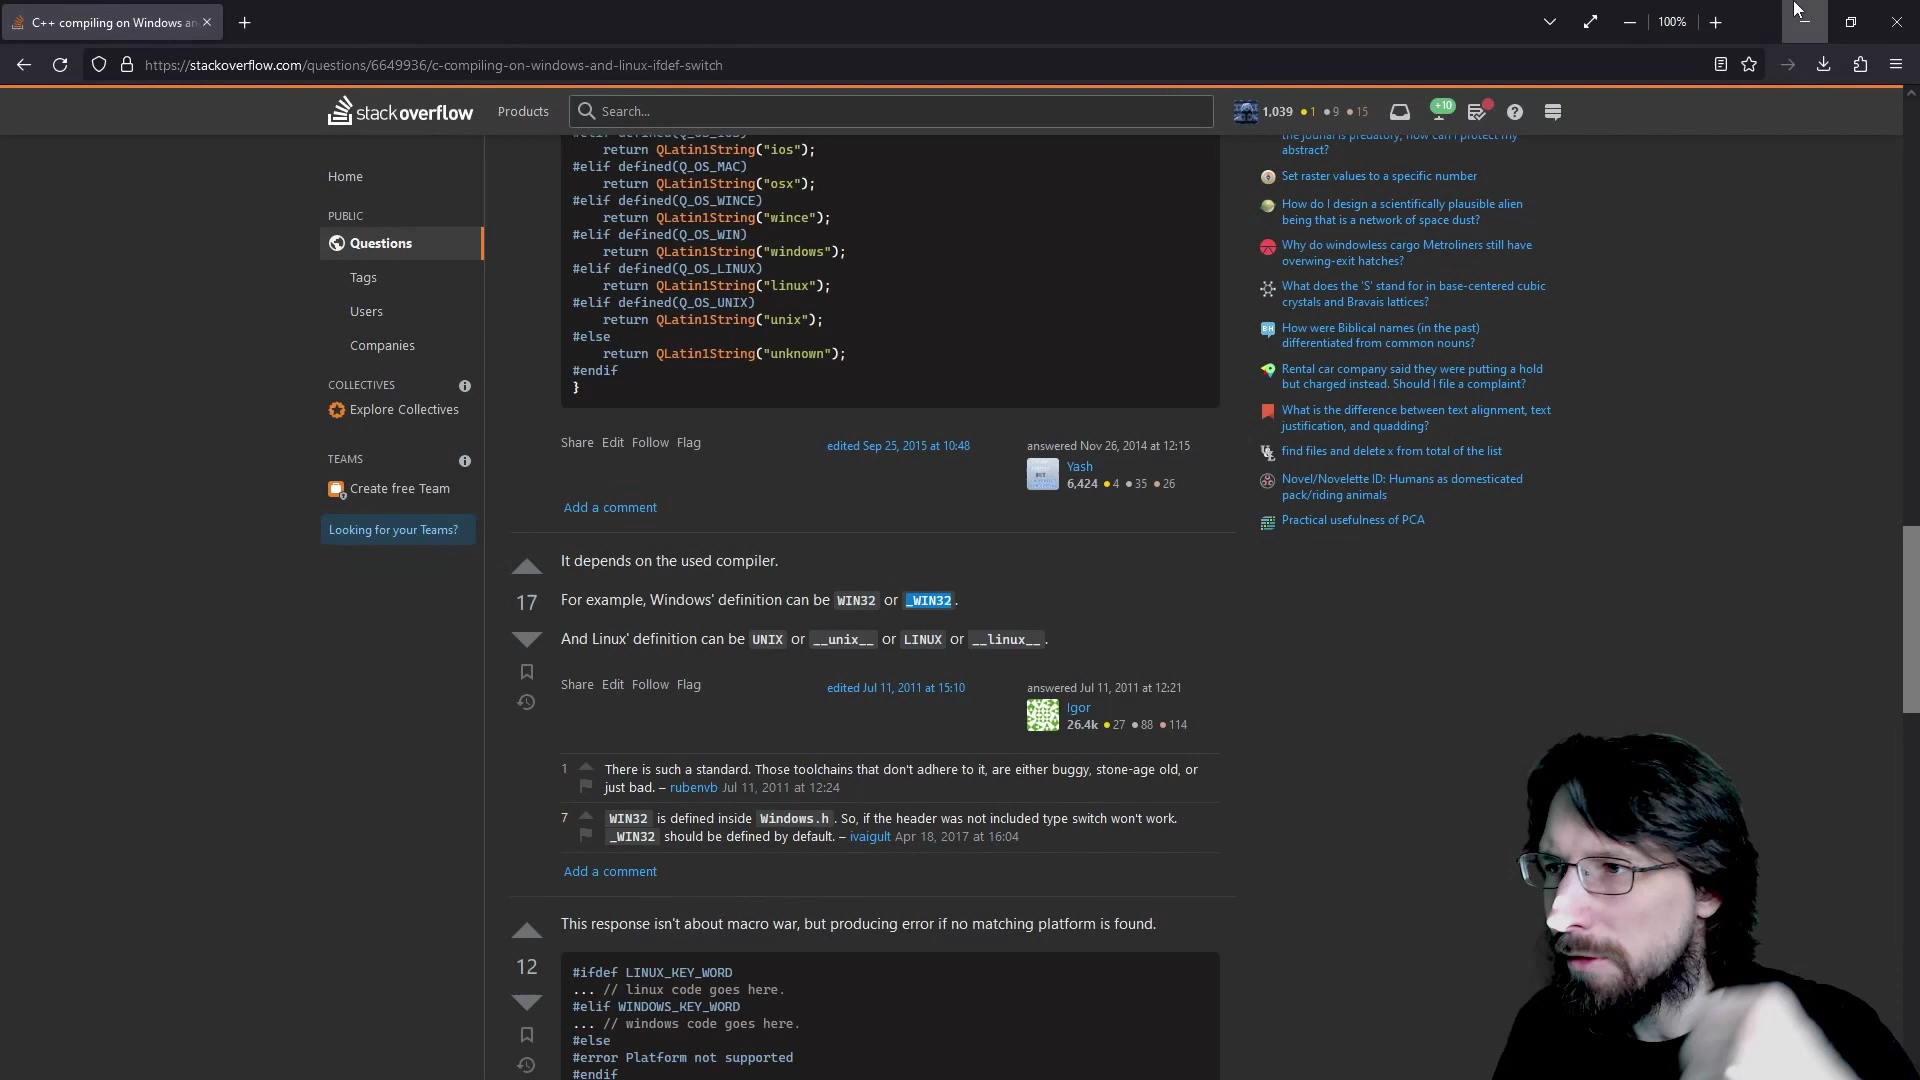 C++ compiling on Windows an
100%
https://stackoverflow.com/questions/6649936/c-compiling-on-windows-and-linux-ifdef-switch
stackoverflow
Products
Search...
1,039 1 9 15
+10
Home
PUBLIC
Questions
Tags
Users
Companies
COLLECTIVES
Explore Collectives
TEAMS
Create free Team
Looking for your Teams?
return QLatin1String("ios");
#elif defined(Q_OS_MAC)
return QLatin1String("osx");
#elif defined(Q_OS_WINCE)
return QLatin1String("wince");
#elif defined(Q_OS_WIN)
return QLatin1String("windows");
#elif defined(Q_OS_LINUX)
return QLatin1String("linux");
#elif defined(Q_OS_UNIX)
return QLatin1String("unix");
#else
return QLatin1String("unknown");
#endif
}
Share Edit Follow Flag
edited Sep 25, 2015 at 10:48
answered Nov 26, 2014 at 12:15
Yash
6,424 4 35 26
Add a comment
17
It depends on the used compiler.
For example, Windows' definition can be WIN32 or _WIN32.
And Linux' definition can be UNIX or __unix__ or LINUX or __linux__.
Share Edit Follow Flag
edited Jul 11, 2011 at 15:10
answered Jul 11, 2011 at 12:21
Igor
26.4k 27 88 114
1 There is such a standard. Those toolchains that don't adhere to it, are either buggy, stone-age old, or
just bad. – rubenvb Jul 11, 2011 at 12:24
7 WIN32 is defined inside Windows.h. So, if the header was not included type switch won't work.
_WIN32 should be defined by default. – ivaigult Apr 18, 2017 at 16:04
Add a comment
12
This response isn't about macro war, but producing error if no matching platform is found.
#ifdef LINUX_KEY_WORD
... // linux code goes here.
#elif WINDOWS_KEY_WORD
... // windows code goes here.
#else
#error Platform not supported
#endif
the journal is predatory, how can I protect my
abstract?
Set raster values to a specific number
How do I design a scientifically plausible alien
being that is a network of space dust?
Why do windowless cargo Metroliners still have
overwing-exit hatches?
What does the 'S' stand for in base-centered cubic
crystals and Bravais lattices?
How were Biblical names (in the past)
differentiated from common nouns?
Rental car company said they were putting a hold
but charged instead. Should I file a complaint?
What is the difference between text alignment, text
justification, and quadding?
find files and delete x from total of the list
Novel/Novelette ID: Humans as domesticated
pack/riding animals
Practical usefulness of PCA